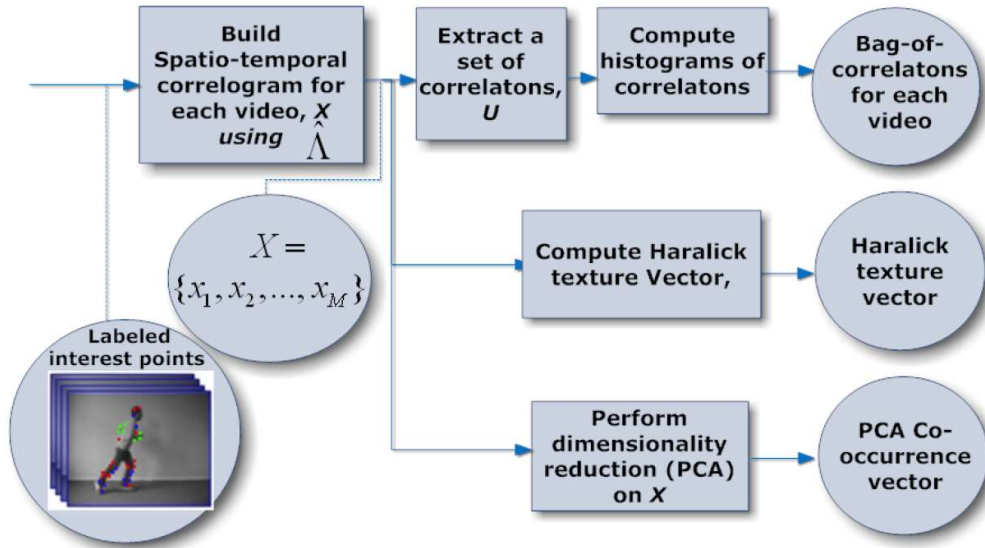 Build
Spatio-temporal
correlogram for
each video, X
using Λ̂
Extract a
set of
correlatons,
U
Compute
histograms of
correlatons
Bag-of-
correlatons
for each
video
X =
{x₁, x₂, ..., x_M}
Compute Haralick
texture Vector,
Haralick
texture
vector
Labeled
interest points
Perform
dimensionality
reduction (PCA)
on X
PCA Co-
occurrence
vector